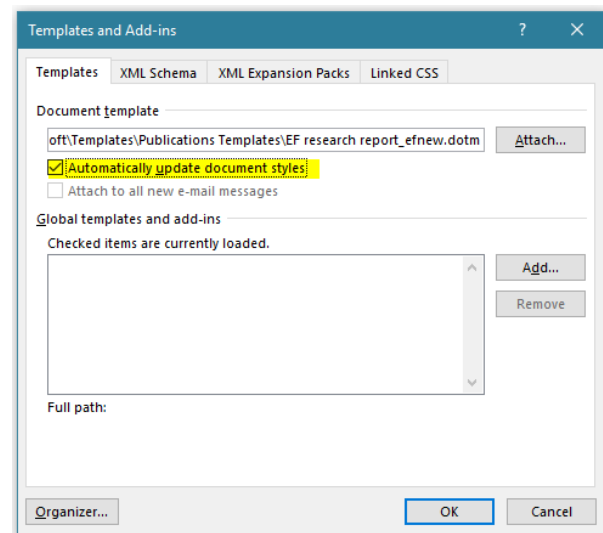 Templates and Add-ins ? ×
Templates XML Schema XML Expansion Packs Linked CSS
Document template
oft\Templates\Publications Templates\EF research report_efnew.dotm Attach...
Automatically update document styles
Attach to all new e-mail messages
Global templates and add-ins
Checked items are currently loaded.
Add...
Remove
Full path:
Organizer... OK Cancel